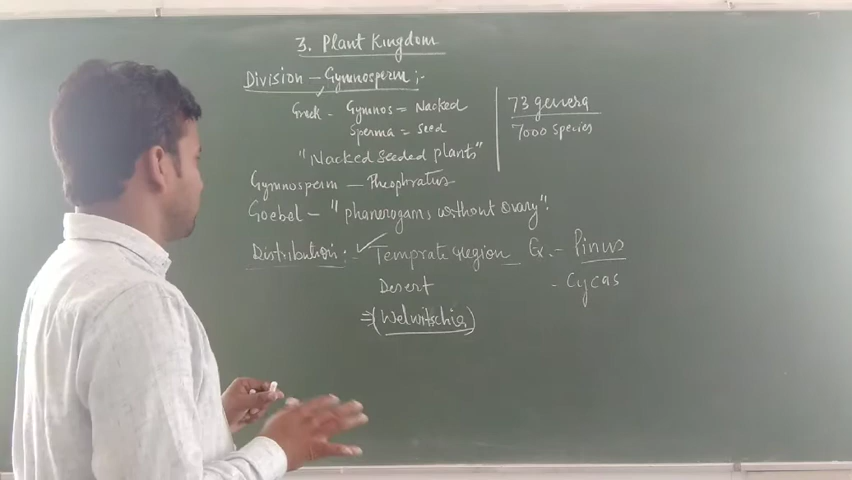 3. Plant Kingdom
Division - Gymnosperm :-
Greek - Gymnos = Nacked
Sperma = Seed
"Nacked Seeded plants"
73 genera
7000 Species
Gymnosperm — Theophratus
Goebel - "phanerogams without Ovary".
Distribution :- ✓ Temprate region Ex. - Pinus
Desert - Cycas
⇒ (Welwitschia)